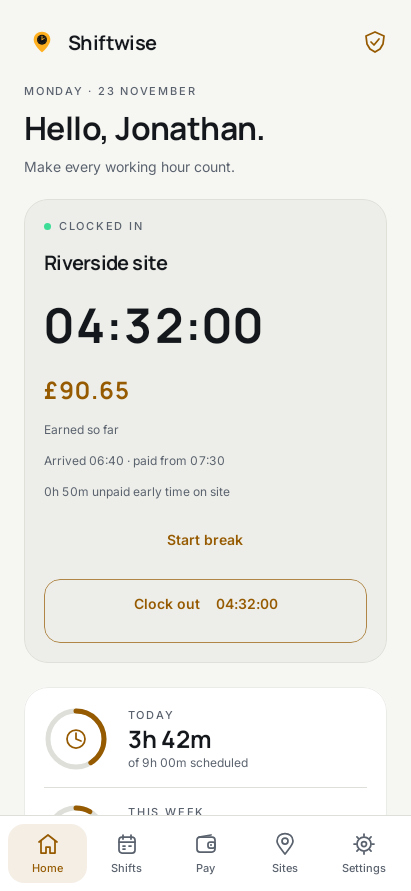 Shiftwise
MONDAY · 23 NOVEMBER
Hello, Jonathan.
Make every working hour count.
CLOCKED IN
Riverside site
04:32:00
£90.65
Earned so far
Arrived 06:40 · paid from 07:30
0h 50m unpaid early time on site
Start break
Clock out 04:32:00
TODAY
3h 42m
of 9h 00m scheduled
THIS WEEK
Home Shifts Pay Sites Settings